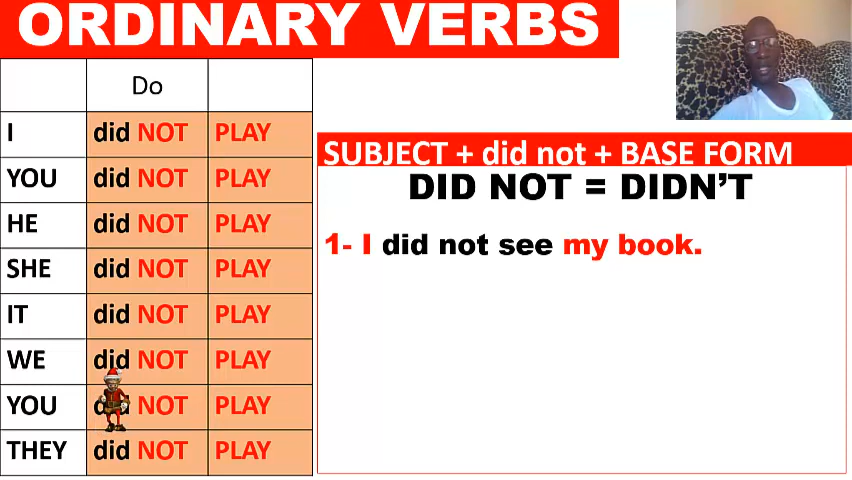 ORDINARY VERBS
Do
I did NOT PLAY
YOU did NOT PLAY
HE did NOT PLAY
SHE did NOT PLAY
IT did NOT PLAY
WE did NOT PLAY
YOU did NOT PLAY
THEY did NOT PLAY
SUBJECT + did not + BASE FORM
DID NOT = DIDN'T
1- I did not see my book.